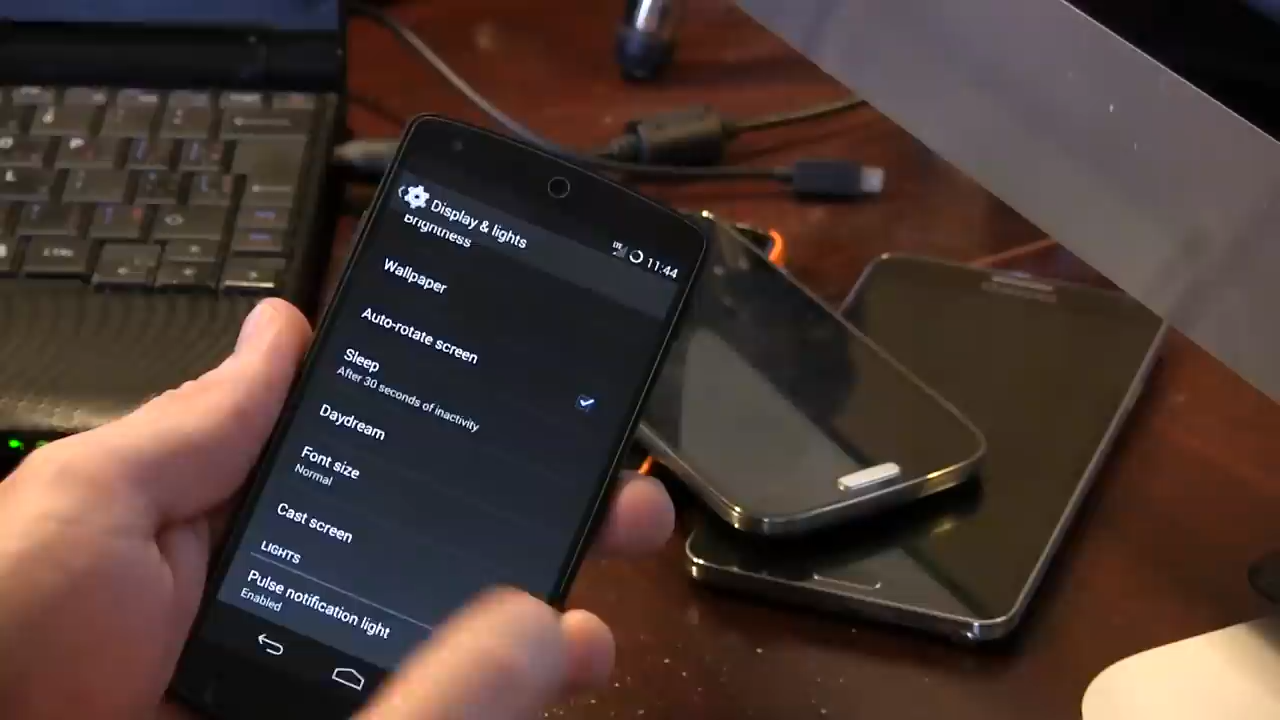 Display & lights
LTE 11:44
Brightness
Wallpaper
Auto-rotate screen
Sleep
After 30 seconds of inactivity
Daydream
Font size
Normal
Cast screen
LIGHTS
Pulse notification light
Enabled